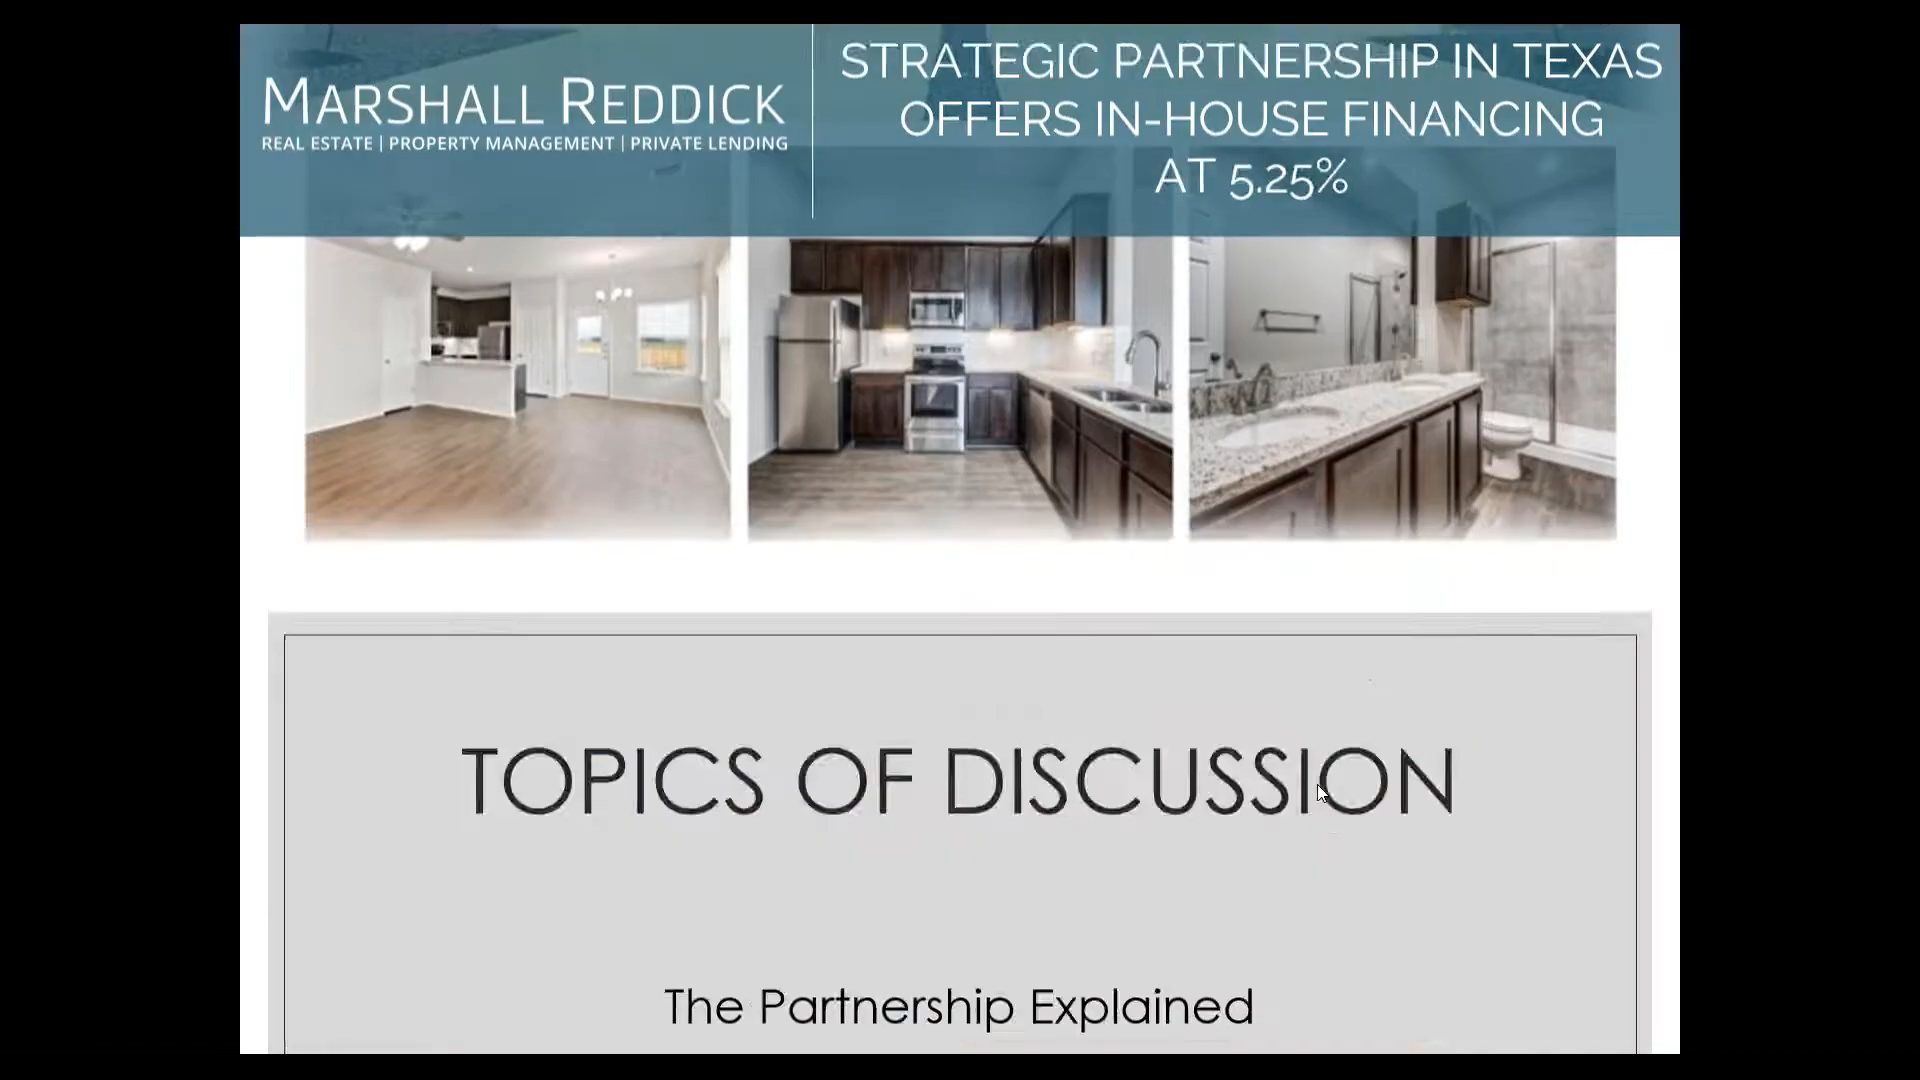 MARSHALL REDDICK
REAL ESTATE | PROPERTY MANAGEMENT | PRIVATE LENDING
STRATEGIC PARTNERSHIP IN TEXAS
OFFERS IN-HOUSE FINANCING
AT 5.25%
TOPICS OF DISCUSSION
The Partnership Explained